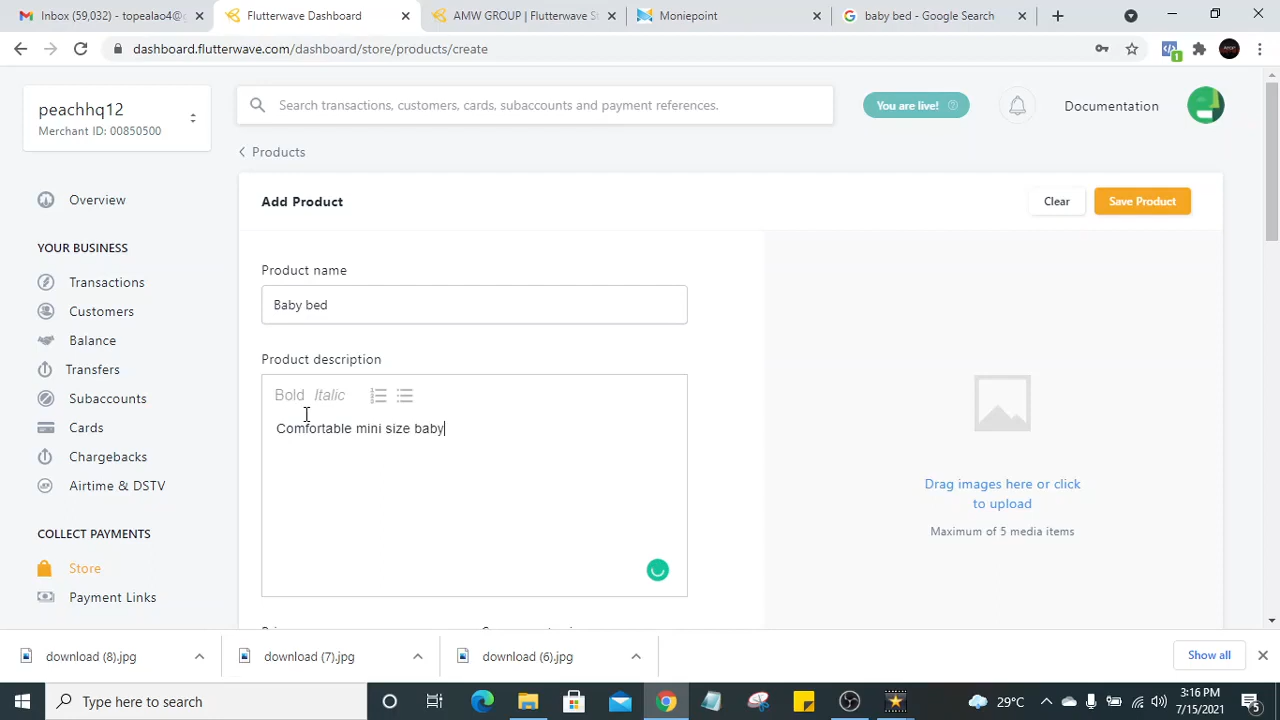 Inbox (59,032) - topealao4@g
Flutterwave Dashboard
AMW GROUP | Flutterwave St
Moniepoint
baby bed - Google Search
dashboard.flutterwave.com/dashboard/store/products/create
1
peachhq12
Merchant ID: 00850500
Search transactions, customers, cards, subaccounts and payment references.
You are live!
Documentation
Products
Add Product
Clear
Save Product
Overview
YOUR BUSINESS
Transactions
Customers
Balance
Transfers
Subaccounts
Cards
Chargebacks
Airtime & DSTV
COLLECT PAYMENTS
Store
Payment Links
Product name
Baby bed
Product description
Bold Italic
Comfortable mini size baby
Drag images here or click
to upload
Maximum of 5 media items
download (8).jpg
download (7).jpg
download (6).jpg
Show all
Type here to search
29°C
3:16 PM
7/15/2021
5